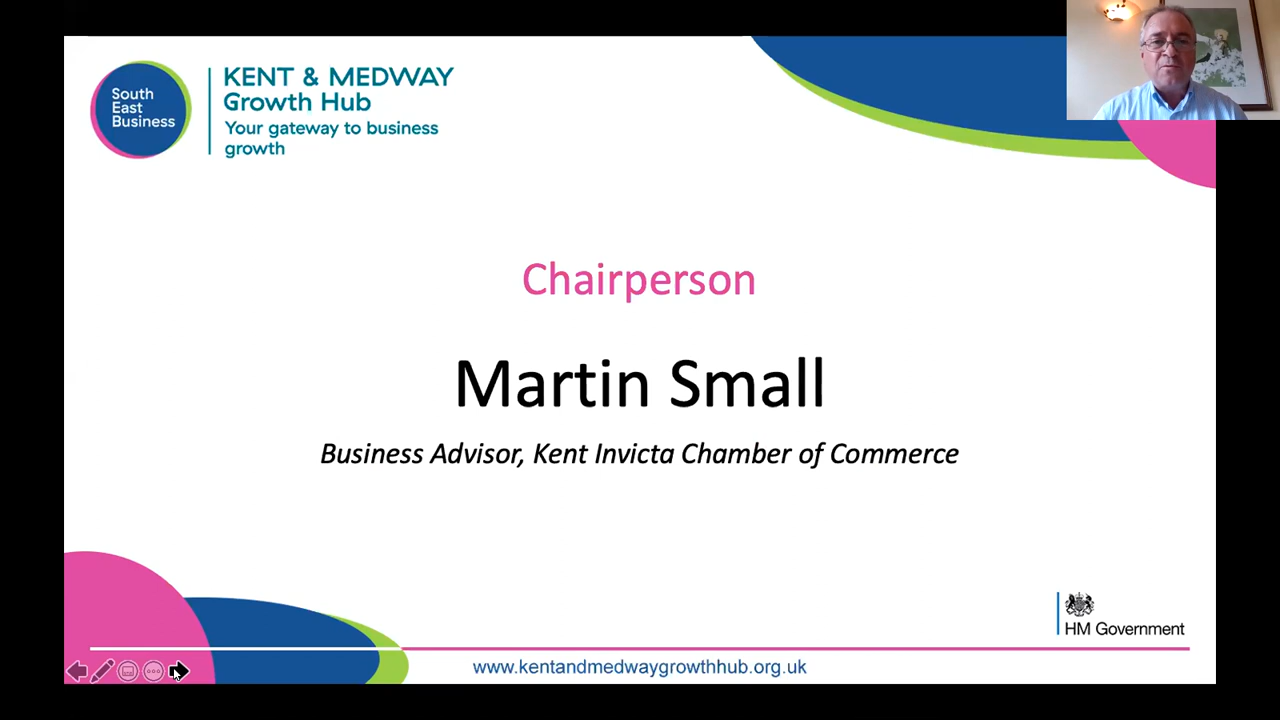 South
East
Business
KENT & MEDWAY
Growth Hub
Your gateway to business
growth
Chairperson
Martin Small
Business Advisor, Kent Invicta Chamber of Commerce
HM Government
www.kentandmedwaygrowthhub.org.uk